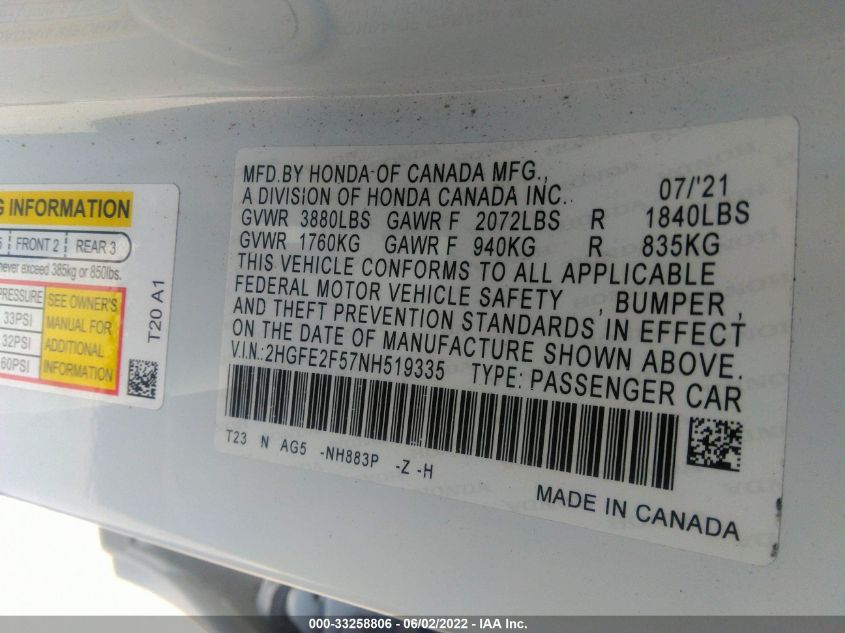 G INFORMATION
FRONT 2 REAR 3
never exceed 385kg or 850lbs.
PRESSURE SEE OWNER'S
33PSI MANUAL FOR
32PSI ADDITIONAL
60PSI INFORMATION
T20 A1
MFD.BY HONDA OF CANADA MFG.,
A DIVISION OF HONDA CANADA INC. 07/'21
GVWR 3880LBS GAWR F 2072LBS R 1840LBS
GVWR 1760KG GAWR F 940KG R 835KG
THIS VEHICLE CONFORMS TO ALL APPLICABLE
FEDERAL MOTOR VEHICLE SAFETY , BUMPER ,
AND THEFT PREVENTION STANDARDS IN EFFECT
ON THE DATE OF MANUFACTURE SHOWN ABOVE.
V.I.N.:2HGFE2F57NH519335 TYPE: PASSENGER CAR
T23 N AG5 -NH883P -Z -H
MADE IN CANADA
000-33258806 - 06/02/2022 - IAA Inc.